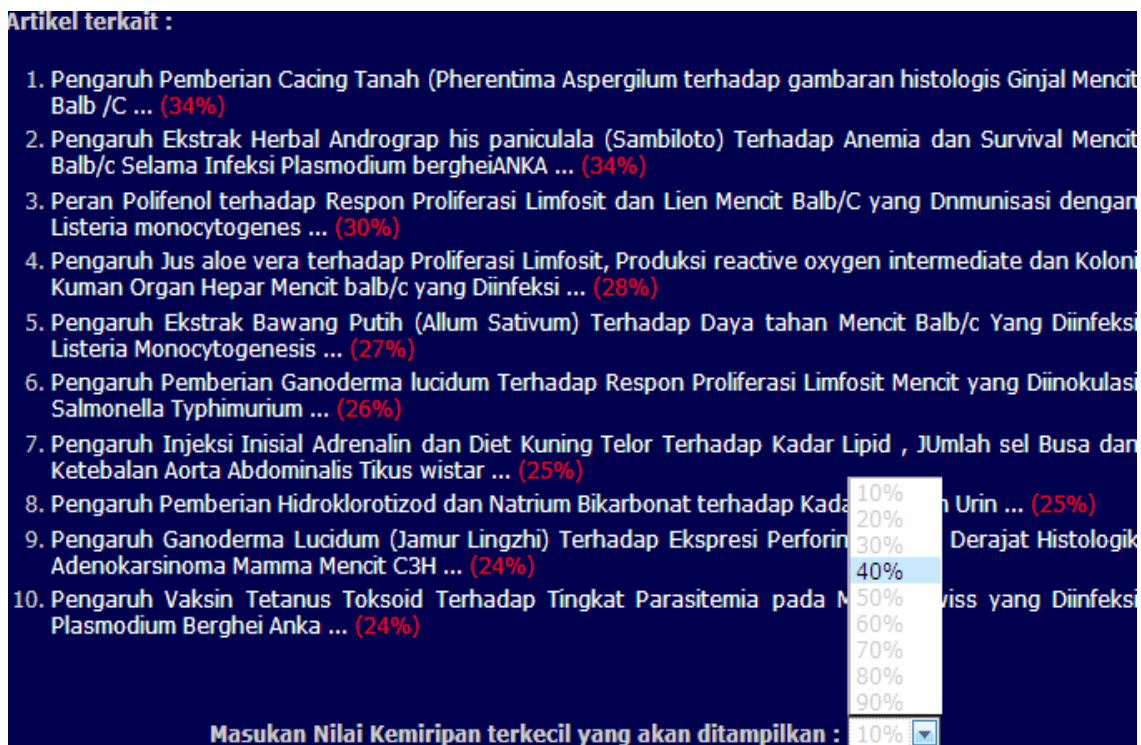 Artikel terkait :
1. Pengaruh Pemberian Cacing Tanah (Pherentima Aspergilum terhadap gambaran histologis Ginjal Mencit
Balb /C ... (34%)
2. Pengaruh Ekstrak Herbal Andrograp his paniculala (Sambiloto) Terhadap Anemia dan Survival Mencit
Balb/c Selama Infeksi Plasmodium bergheiANKA ... (34%)
3. Peran Polifenol terhadap Respon Proliferasi Limfosit dan Lien Mencit Balb/C yang Dnmunisasi dengan
Listeria monocytogenes ... (30%)
4. Pengaruh Jus aloe vera terhadap Proliferasi Limfosit, Produksi reactive oxygen intermediate dan Koloni
Kuman Organ Hepar Mencit balb/c yang Diinfeksi ... (28%)
5. Pengaruh Ekstrak Bawang Putih (Allum Sativum) Terhadap Daya tahan Mencit Balb/c Yang Diinfeksi
Listeria Monocytogenesis ... (27%)
6. Pengaruh Pemberian Ganoderma lucidum Terhadap Respon Proliferasi Limfosit Mencit yang Diinokulasi
Salmonella Typhimurium ... (26%)
7. Pengaruh Injeksi Inisial Adrenalin dan Diet Kuning Telor Terhadap Kadar Lipid , JUmlah sel Busa dan
Ketebalan Aorta Abdominalis Tikus wistar ... (25%)
8. Pengaruh Pemberian Hidroklorotizod dan Natrium Bikarbonat terhadap Urin ... (25%)
9. Pengaruh Ganoderma Lucidum (Jamur Lingzhi) Terhadap Ekspresi Perforin Derajat Histologik
Adenokarsinoma Mamma Mencit C3H ... (24%)
10. Pengaruh Vaksin Tetanus Toksoid Terhadap Tingkat Parasitemia pada yang Diinfeksi
Plasmodium Berghei Anka ... (24%)
10%
20%
30%
40%
50%
60%
70%
80%
90%
Masukan Nilai Kemiripan terkecil yang akan ditampilkan : 10%